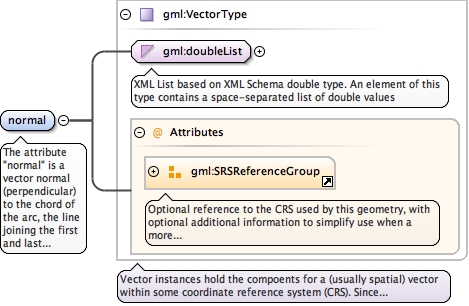 gml:VectorType
gml:doubleList
XML List based on XML Schema double type. An element of this
type contains a space-separated list of double values
normal
The attribute
"normal" is a
vector normal
(perpendicular)
to the chord of
the arc, the line
joining the first
and last...
@ Attributes
gml:SRSReferenceGroup
Optional reference to the CRS used by this geometry, with
optional additional information to simplify use when a
more...
Vector instances hold the compoents for a (usually spatial) vector
within some coordinate reference system (CRS). Since...